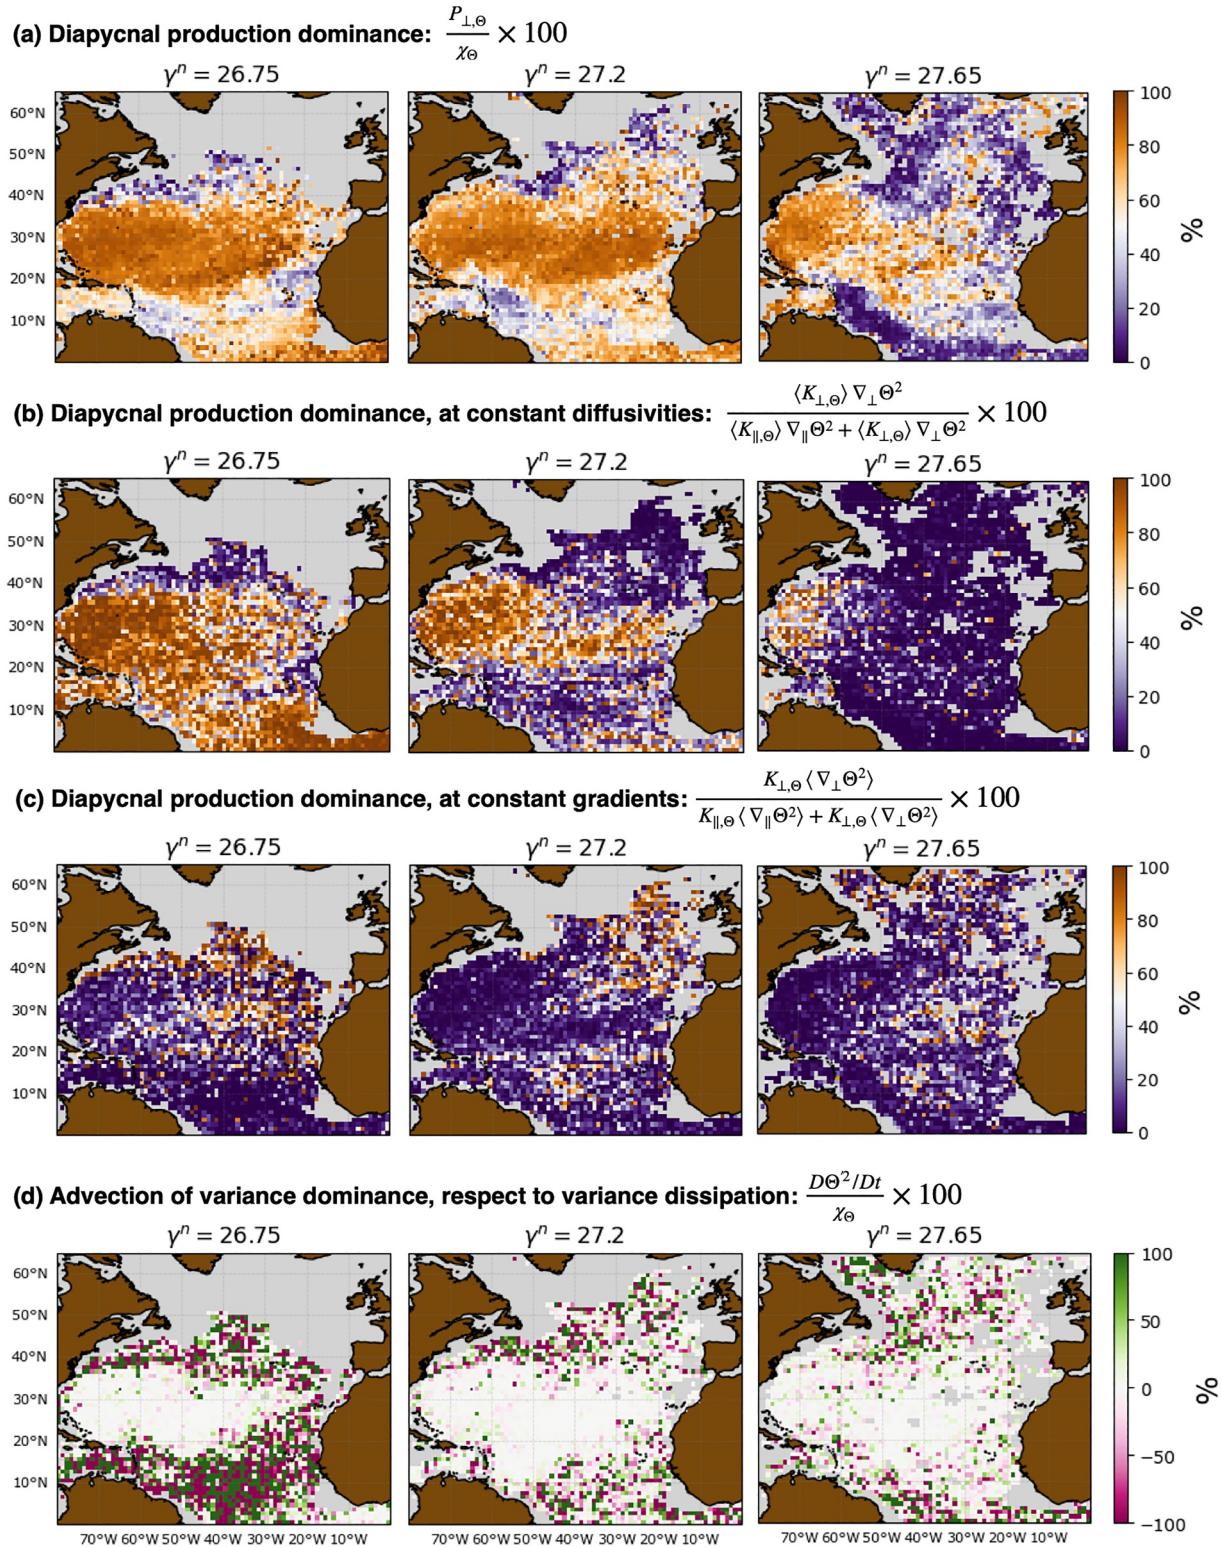 (a) Diapycnal production dominance: P⊥,Θ / χΘ × 100
γⁿ = 26.75 γⁿ = 27.2 γⁿ = 27.65
60°N
50°N
40°N
30°N
20°N
10°N
100
80
60
40
20
0
%
(b) Diapycnal production dominance, at constant diffusivities: ⟨K⊥,Θ⟩ ∇⊥Θ² / ⟨K∥,Θ⟩ ∇∥Θ² + ⟨K⊥,Θ⟩ ∇⊥Θ² × 100
γⁿ = 26.75 γⁿ = 27.2 γⁿ = 27.65
60°N
50°N
40°N
30°N
20°N
10°N
100
80
60
40
20
0
%
(c) Diapycnal production dominance, at constant gradients: K⊥,Θ ⟨ ∇⊥Θ² ⟩ / K∥,Θ ⟨ ∇∥Θ² ⟩ + K⊥,Θ ⟨ ∇⊥Θ² ⟩ × 100
γⁿ = 26.75 γⁿ = 27.2 γⁿ = 27.65
60°N
50°N
40°N
30°N
20°N
10°N
100
80
60
40
20
0
%
(d) Advection of variance dominance, respect to variance dissipation: DΘ′²/Dt / χΘ × 100
γⁿ = 26.75 γⁿ = 27.2 γⁿ = 27.65
60°N
50°N
40°N
30°N
20°N
10°N
100
50
0
−50
−100
%
70°W 60°W 50°W 40°W 30°W 20°W 10°W 70°W 60°W 50°W 40°W 30°W 20°W 10°W 70°W 60°W 50°W 40°W 30°W 20°W 10°W